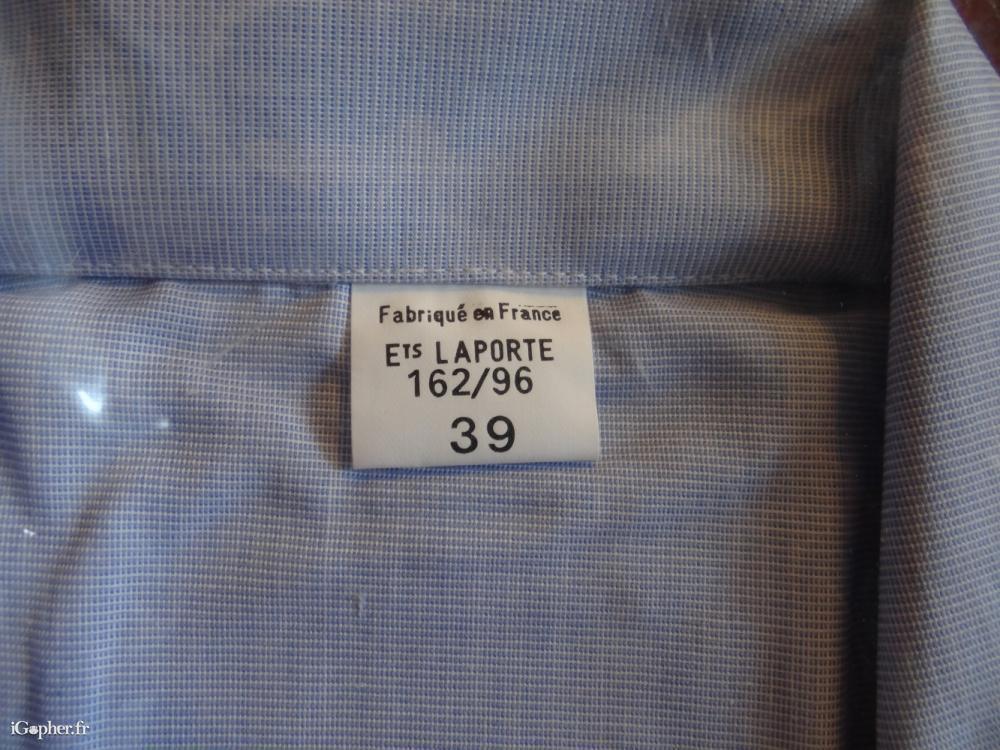 Fabriqué en France
ETS LAPORTE
162/96
39
iGopher.fr